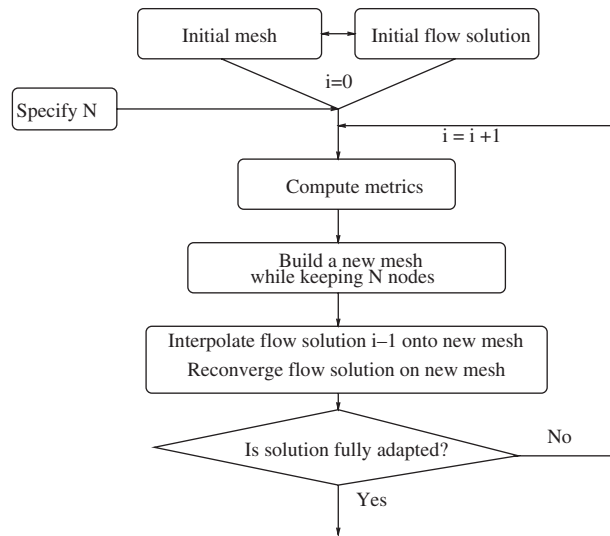 Initial mesh
Initial flow solution
i=0
Specify N
i = i +1
Compute metrics
Build a new mesh
while keeping N nodes
Interpolate flow solution i–1 onto new mesh
Reconverge flow solution on new mesh
Is solution fully adapted?
No
Yes